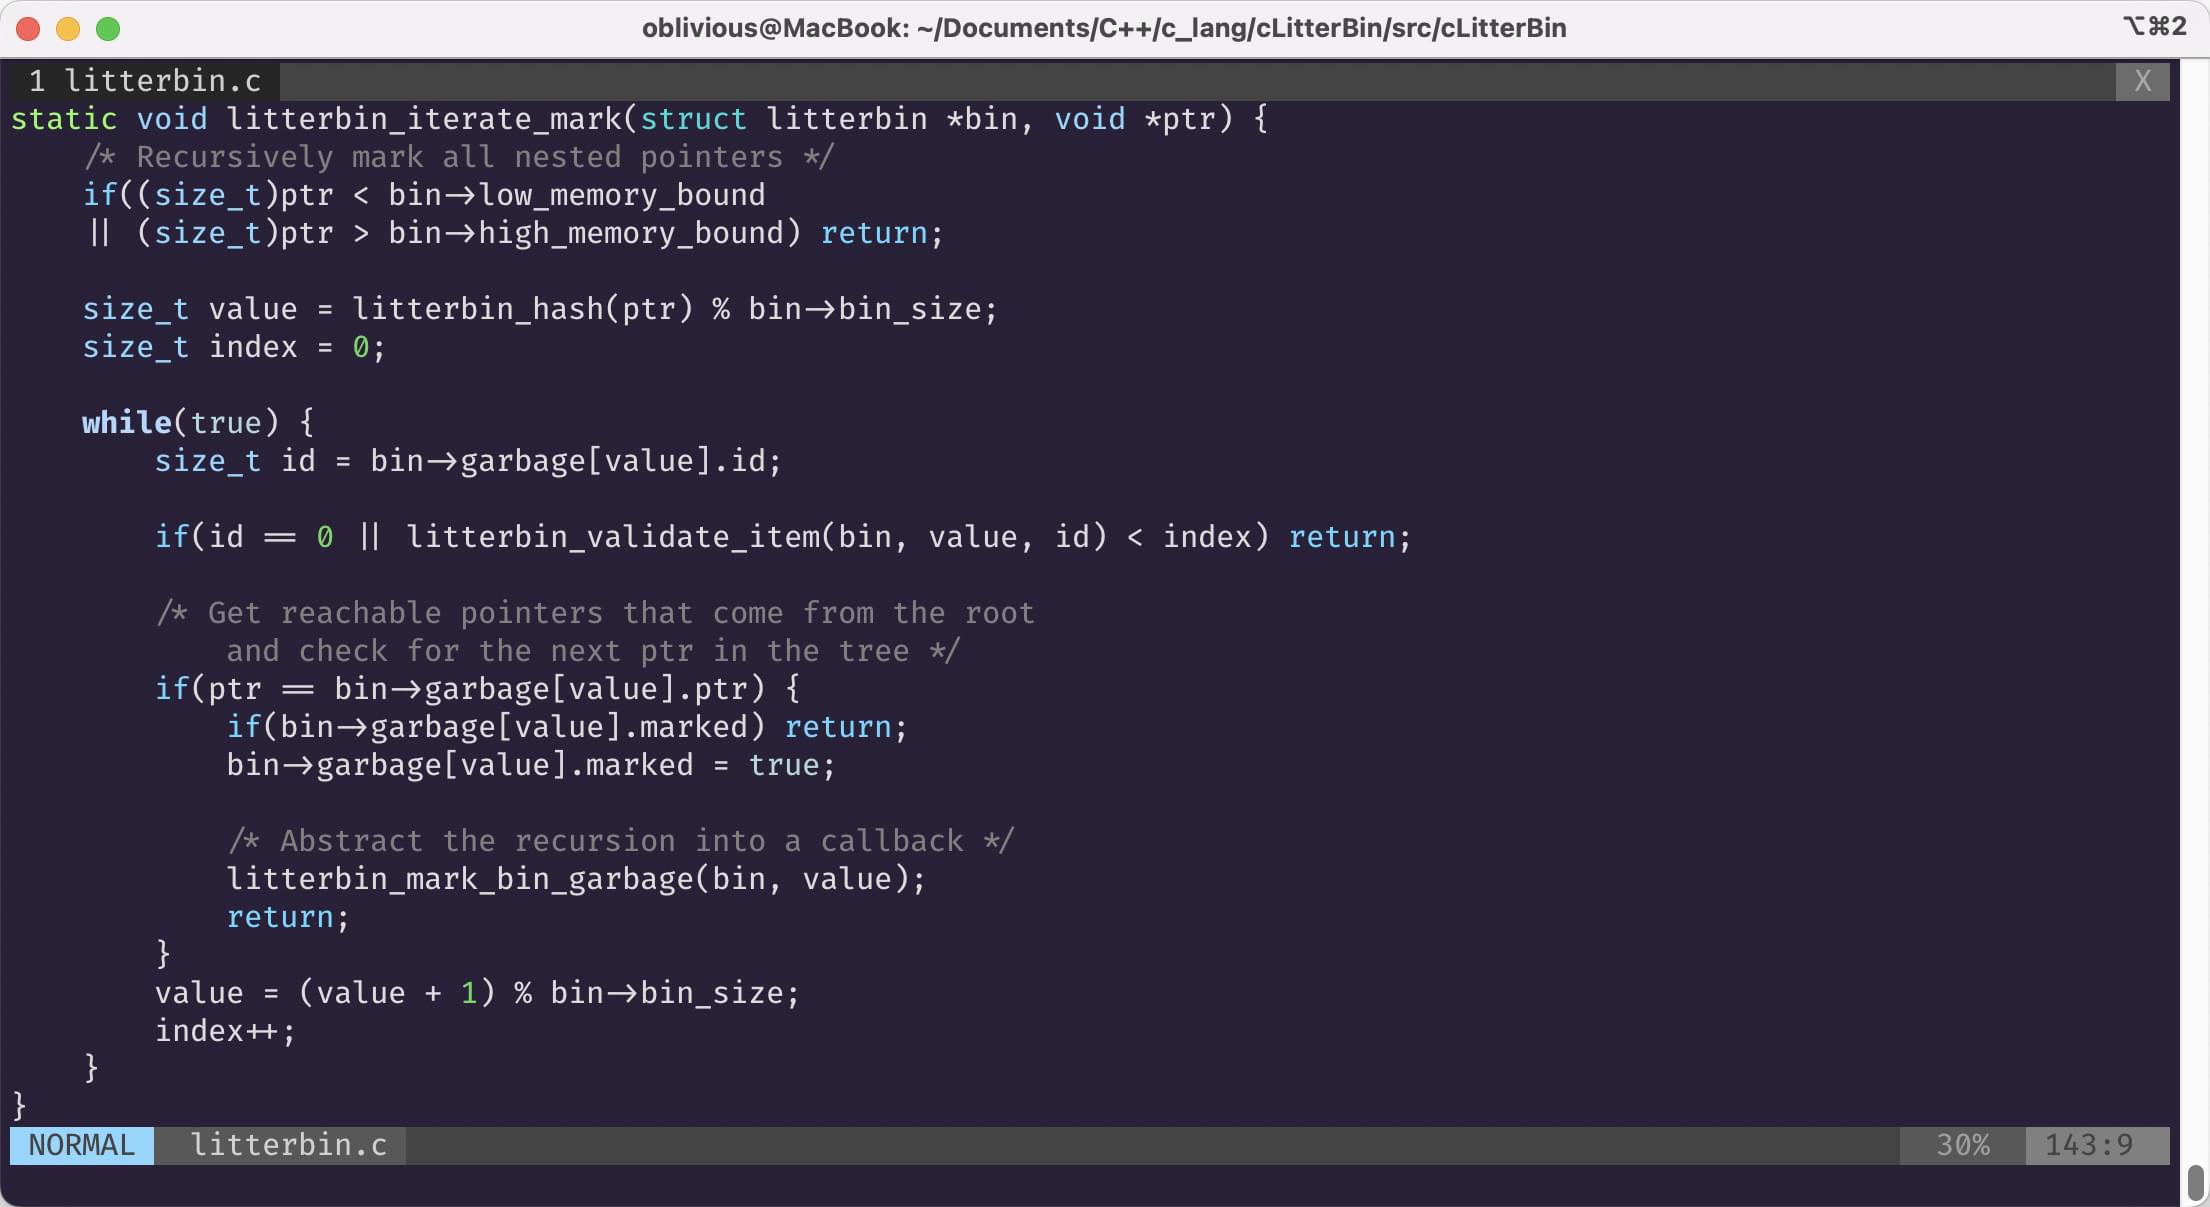 oblivious@MacBook: ~/Documents/C++/c_lang/cLitterBin/src/cLitterBin ⌥⌘2
1 litterbin.c X
static void litterbin_iterate_mark(struct litterbin *bin, void *ptr) {
    /* Recursively mark all nested pointers */
    if((size_t)ptr < bin->low_memory_bound
    || (size_t)ptr > bin->high_memory_bound) return;

    size_t value = litterbin_hash(ptr) % bin->bin_size;
    size_t index = 0;

    while(true) {
        size_t id = bin->garbage[value].id;

        if(id == 0 || litterbin_validate_item(bin, value, id) < index) return;

        /* Get reachable pointers that come from the root
            and check for the next ptr in the tree */
        if(ptr == bin->garbage[value].ptr) {
            if(bin->garbage[value].marked) return;
            bin->garbage[value].marked = true;

            /* Abstract the recursion into a callback */
            litterbin_mark_bin_garbage(bin, value);
            return;
        }
        value = (value + 1) % bin->bin_size;
        index++;
    }
}
NORMAL litterbin.c 30% 143:9